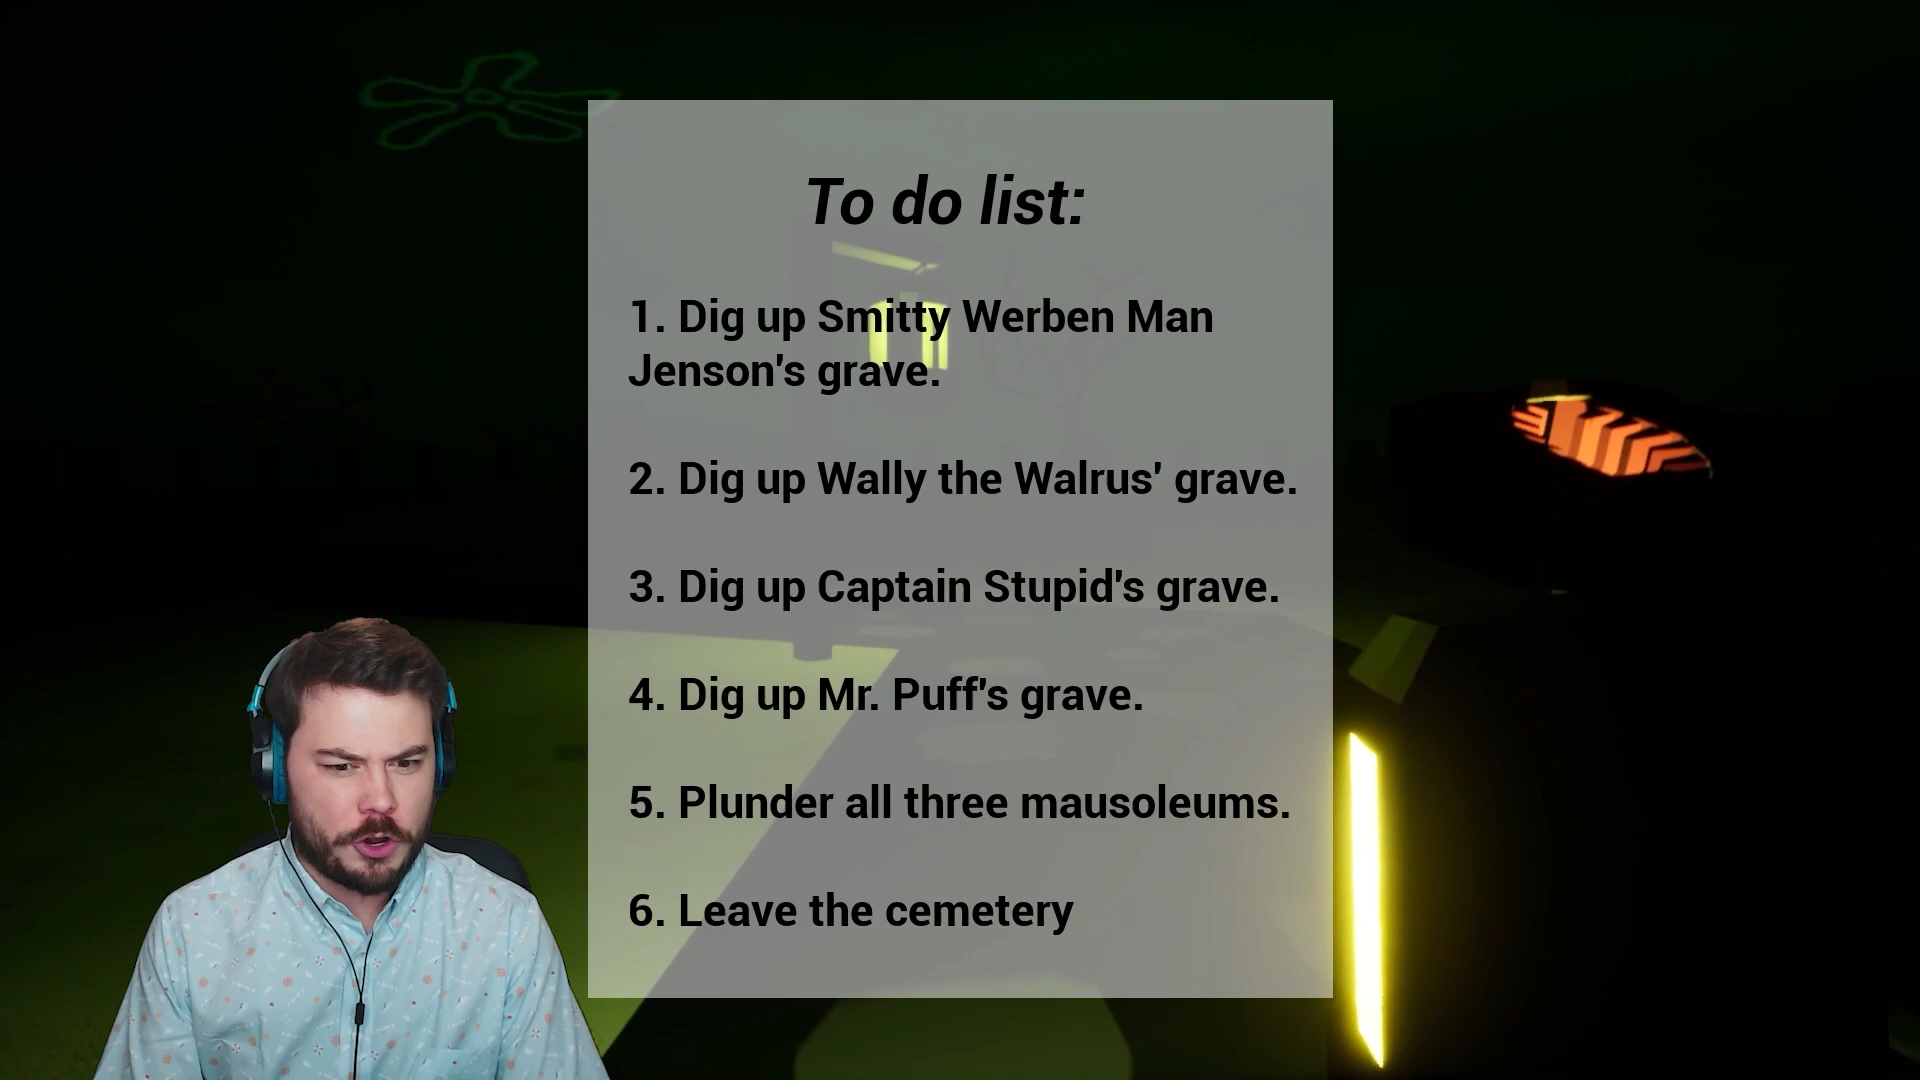 To do list:
1. Dig up Smitty Werben Man
Jenson's grave.
2. Dig up Wally the Walrus' grave.
3. Dig up Captain Stupid's grave.
4. Dig up Mr. Puff's grave.
5. Plunder all three mausoleums.
6. Leave the cemetery